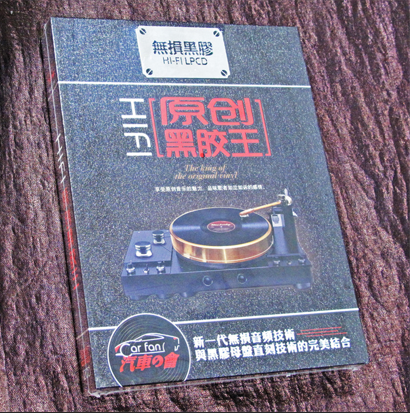 無損黑膠
HI-FI LPCD
HIFI
原创
黑胶王
The king of
the original vinyl
HIFI
Car fan
汽車の會
新一代無損音頻技術
與黑膠母盤直刻技術的完美結合